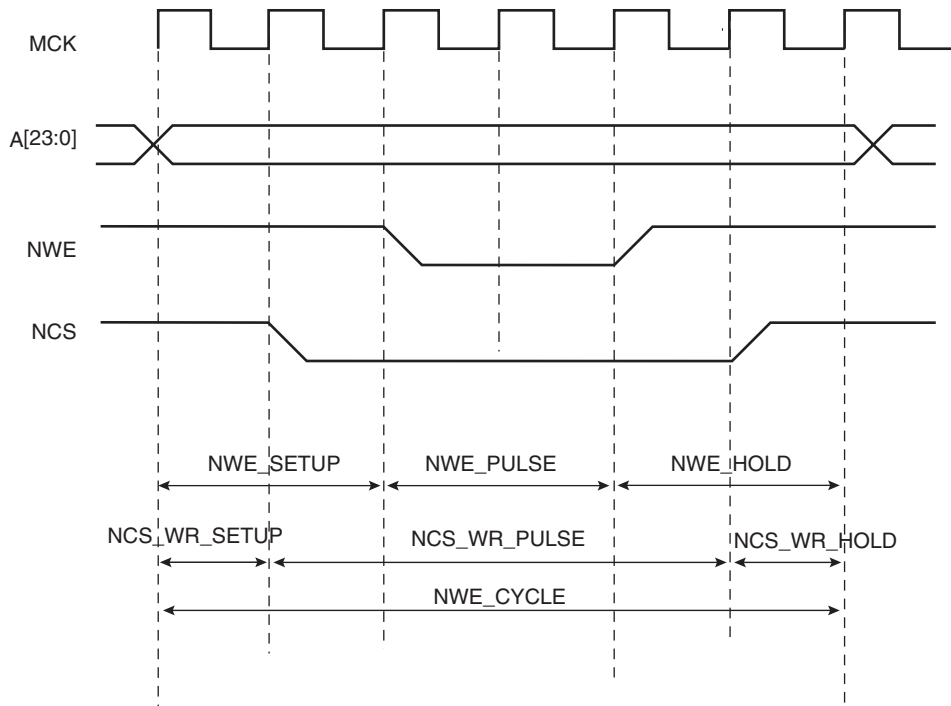 MCK
A[23:0]
NWE
NCS
NWE_SETUP NWE_PULSE NWE_HOLD
NCS_WR_SETUP NCS_WR_PULSE NCS_WR_HOLD
NWE_CYCLE